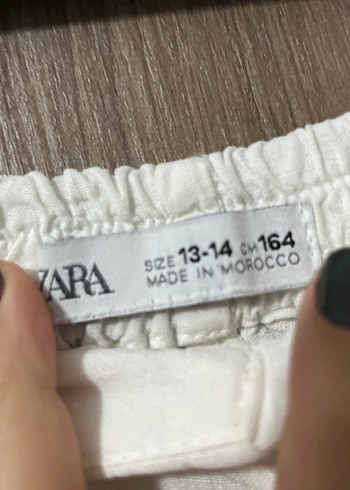 ZARA
SIZE 13-14 CM 164
MADE IN MOROCCO